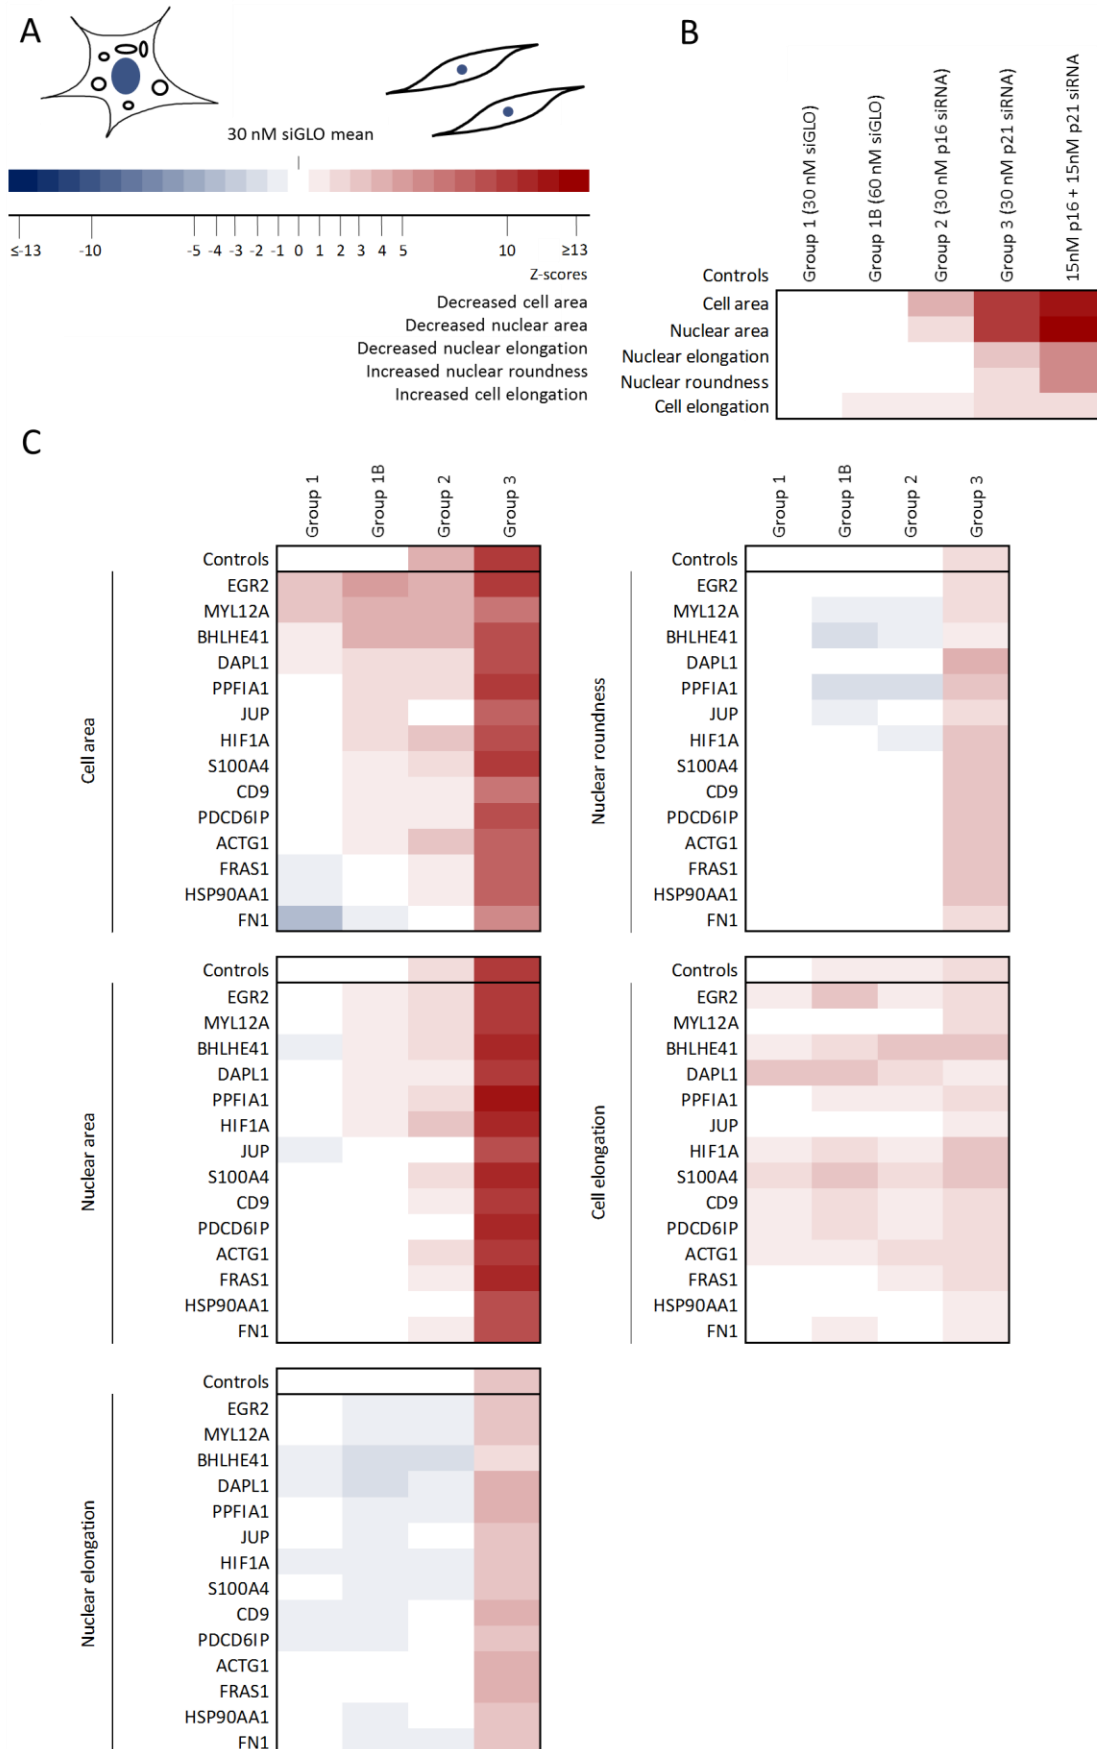 A
30 nM siGLO mean
≤-13 -10 -5 -4 -3 -2 -1 0 1 2 3 4 5 10 ≥13
Z-scores
Decreased cell area
Decreased nuclear area
Decreased nuclear elongation
Increased nuclear roundness
Increased cell elongation
B
Group 1 (30 nM siGLO)
Group 1B (60 nM siGLO)
Group 2 (30 nM p16 siRNA)
Group 3 (30 nM p21 siRNA)
15nM p16 + 15nM p21 siRNA
Controls
Cell area
Nuclear area
Nuclear elongation
Nuclear roundness
Cell elongation
C
Group 1
Group 1B
Group 2
Group 3
Cell area
Controls
EGR2
MYL12A
BHLHE41
DAPL1
PPFIA1
JUP
HIF1A
S100A4
CD9
PDCD6IP
ACTG1
FRAS1
HSP90AA1
FN1
Nuclear area
Controls
EGR2
MYL12A
BHLHE41
DAPL1
PPFIA1
HIF1A
JUP
S100A4
CD9
PDCD6IP
ACTG1
FRAS1
HSP90AA1
FN1
Nuclear elongation
Controls
EGR2
MYL12A
BHLHE41
DAPL1
PPFIA1
JUP
HIF1A
S100A4
CD9
PDCD6IP
ACTG1
FRAS1
HSP90AA1
FN1
Group 1
Group 1B
Group 2
Group 3
Nuclear roundness
Controls
EGR2
MYL12A
BHLHE41
DAPL1
PPFIA1
JUP
HIF1A
S100A4
CD9
PDCD6IP
ACTG1
FRAS1
HSP90AA1
FN1
Cell elongation
Controls
EGR2
MYL12A
BHLHE41
DAPL1
PPFIA1
JUP
HIF1A
S100A4
CD9
PDCD6IP
ACTG1
FRAS1
HSP90AA1
FN1